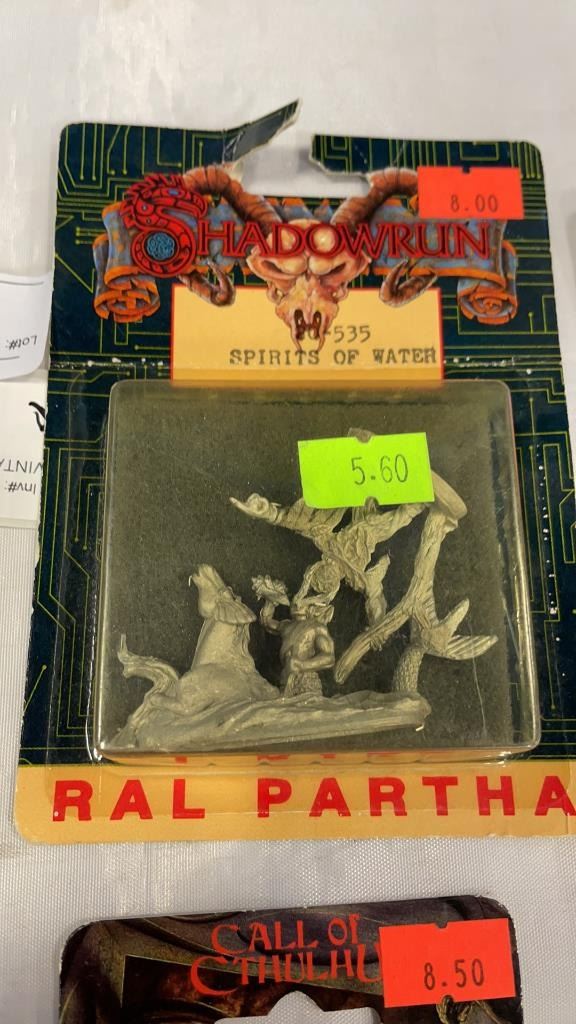 8.00
SHADOWRUN
-535
SPIRITS OF WATER
Lot#:
5.60
Inv#:
VINTA
RAL PARTHA
CALL OF
CTHULHU
8.50